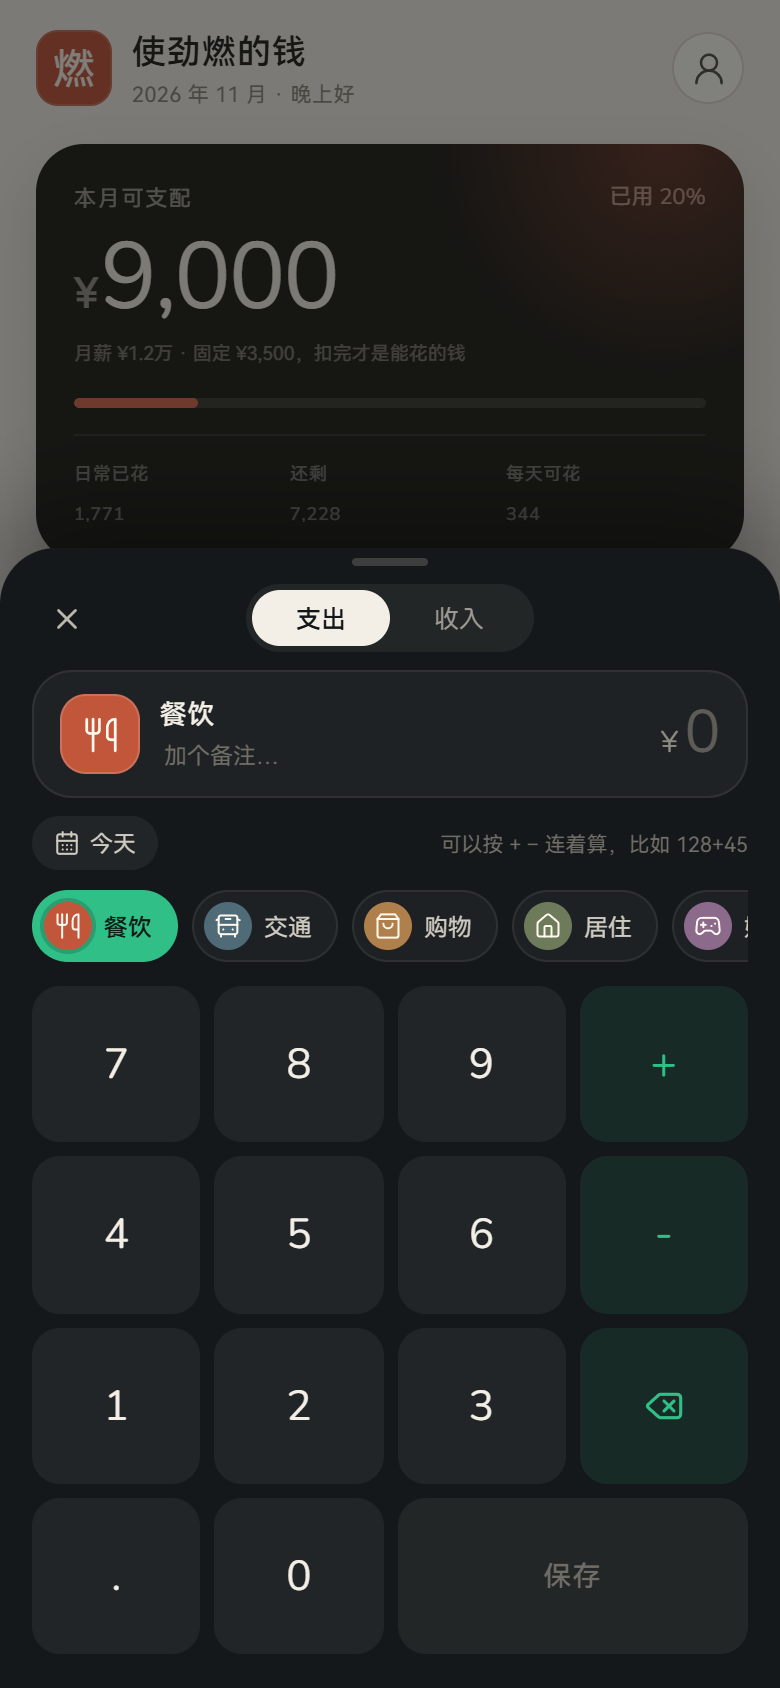 燃
使劲燃的钱
2026 年 11 月 · 晚上好
本月可支配
已用 20%
¥9,000
月薪 ¥1.2万 · 固定 ¥3,500，扣完才是能花的钱
日常已花 还剩 每天可花
1,771 7,228 344
支出 收入
餐饮
加个备注...
¥0
今天
可以按 + − 连着算，比如 128+45
餐饮 交通 购物 居住
7 8 9 +
4 5 6 -
1 2 3
. 0 保存